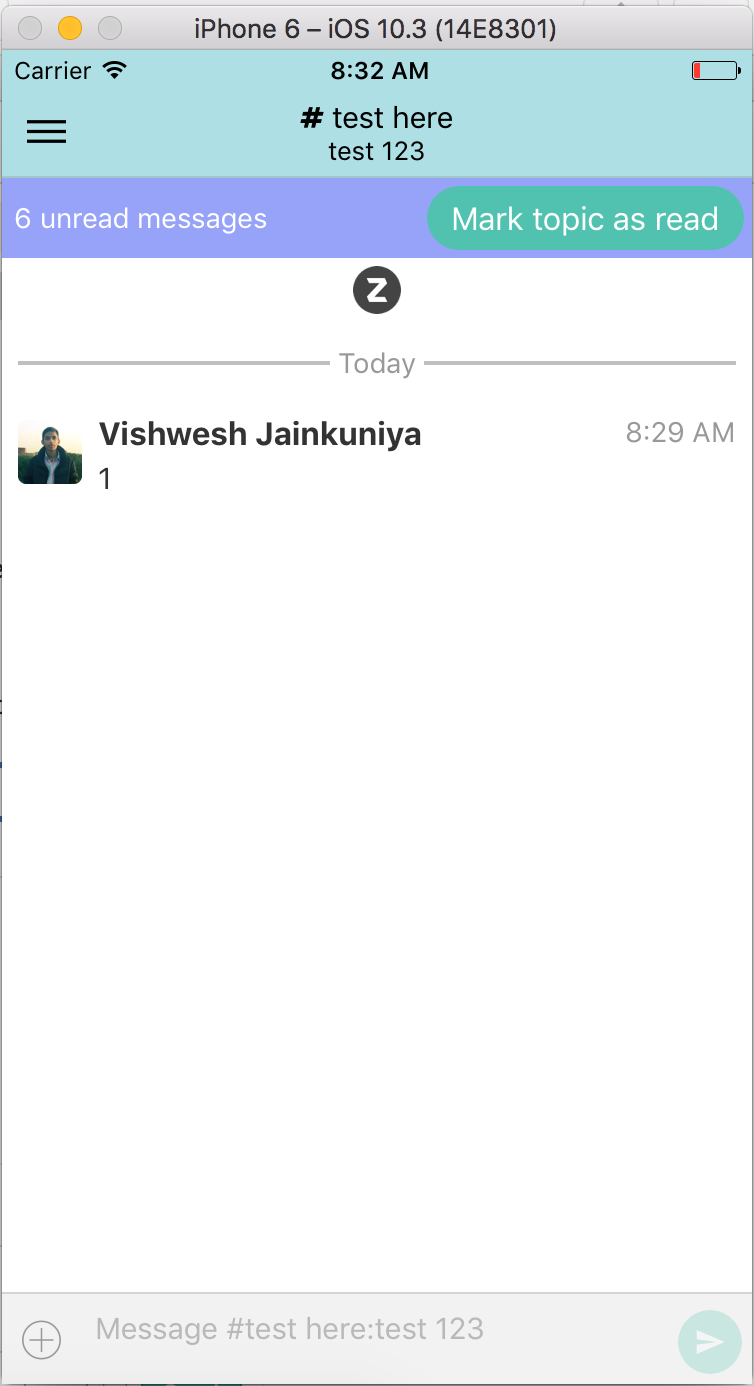 iPhone 6 – iOS 10.3 (14E8301)
Carrier 8:32 AM
# test here
test 123
6 unread messages Mark topic as read
Z
Today
Vishwesh Jainkuniya 8:29 AM
1
Message #test here:test 123